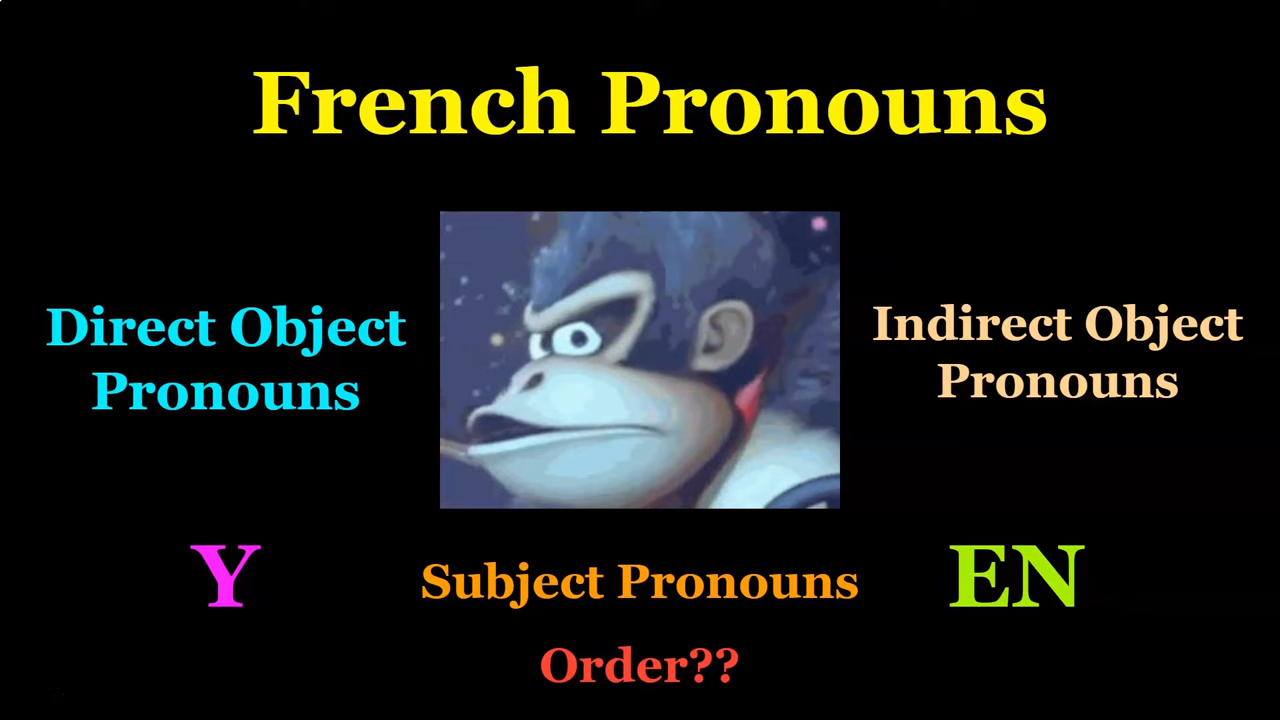 French Pronouns
Direct Object
Pronouns
Indirect Object
Pronouns
Y
Subject Pronouns
EN
Order??